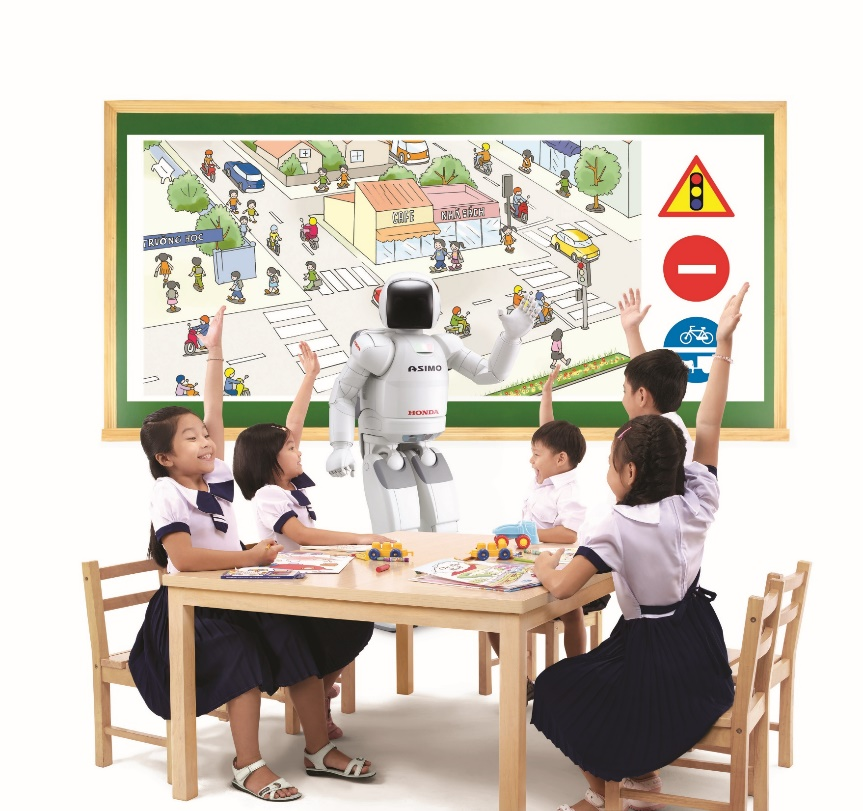 TRƯỜNG HỌC
CAFE
NHÀ SÁCH
ASIMO
HONDA